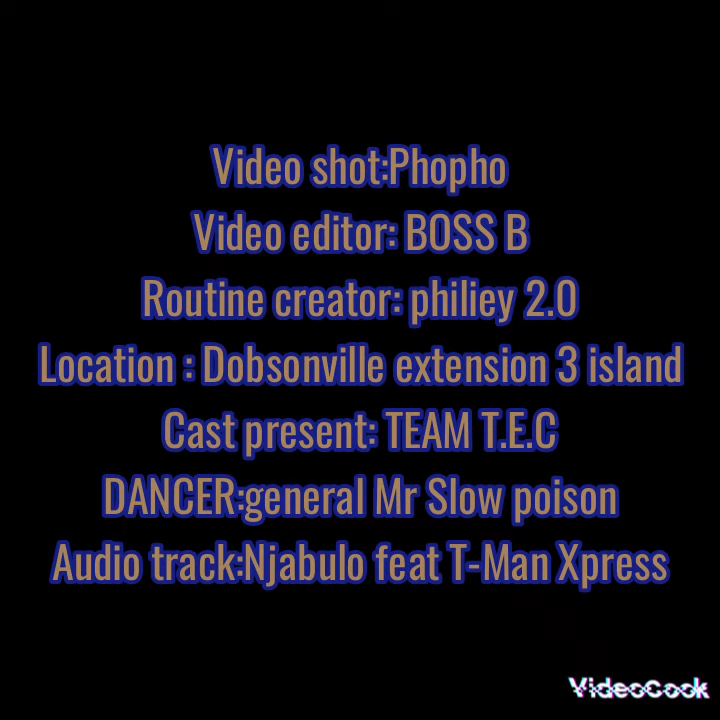 Video shot:Phopho
Video editor: BOSS B
Routine creator: philiey 2.0
Location : Dobsonville extension 3 island
Cast present: TEAM T.E.C
DANCER:general Mr Slow poison
Audio track:Njabulo feat T-Man Xpress
VideoCook